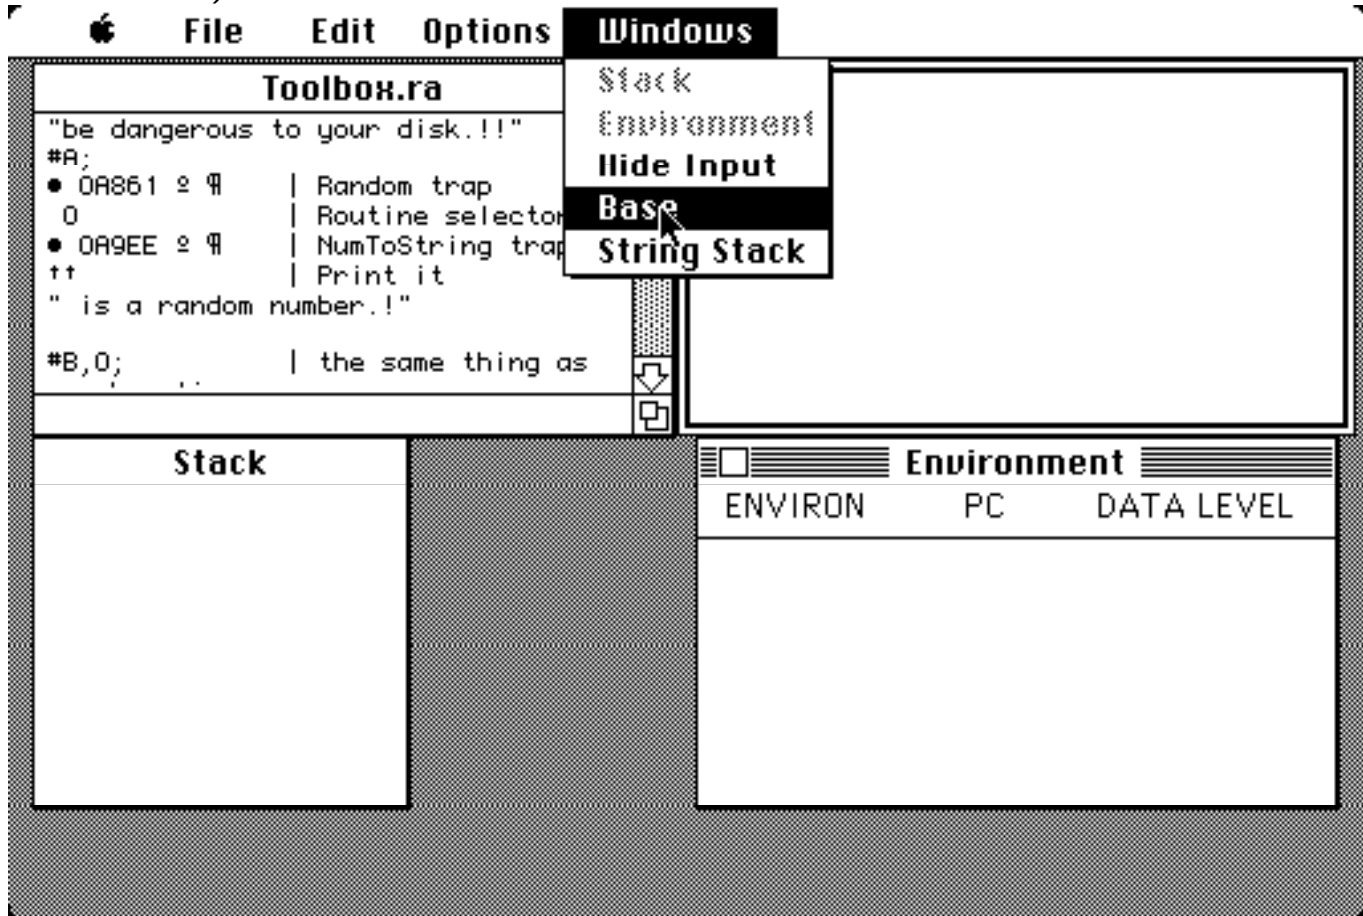 File Edit Options Windows
Stack
Environment
Hide Input
Base
String Stack
Toolbox.ra
"be dangerous to your disk.!!"
#A;
● 0A861 º ¶ | Random trap
0 | Routine selector
● 0A9EE º ¶ | NumToString trap
↑↑ | Print it
" is a random number.!"
#B,0; | the same thing as
Stack
Environment
ENVIRON PC DATA LEVEL